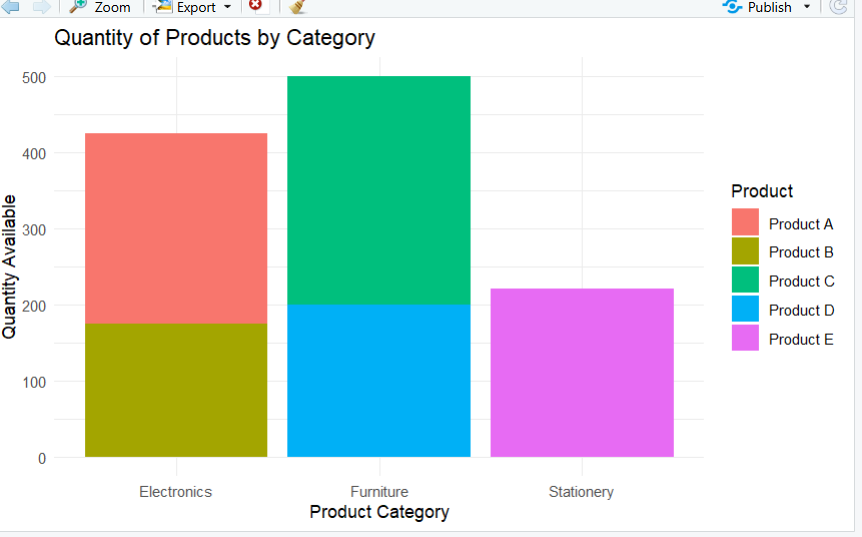 Zoom Export Publish
Quantity of Products by Category
Quantity Available
500
400
300
200
100
0
Electronics Furniture Stationery
Product Category
Product
Product A
Product B
Product C
Product D
Product E